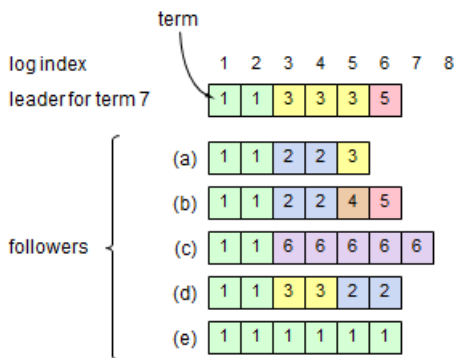 term
log index 1 2 3 4 5 6 7 8
leader for term 7 1 1 3 3 3 5
(a) 1 1 2 2 3
(b) 1 1 2 2 4 5
followers (c) 1 1 6 6 6 6 6
(d) 1 1 3 3 2 2
(e) 1 1 1 1 1 1